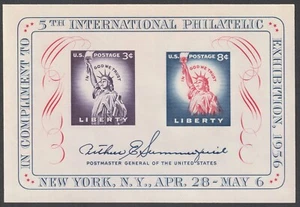 IN COMPLIMENT TO
5TH INTERNATIONAL PHILATELIC
EXHIBITION, 1956
U.S. POSTAGE 3¢
IN GOD WE TRUST
LIBERTY
U.S. POSTAGE 8¢
IN GOD WE TRUST
LIBERTY
Arthur E. Summerfield
POSTMASTER GENERAL OF THE UNITED STATES
NEW YORK, N.Y., APR. 28-MAY 6